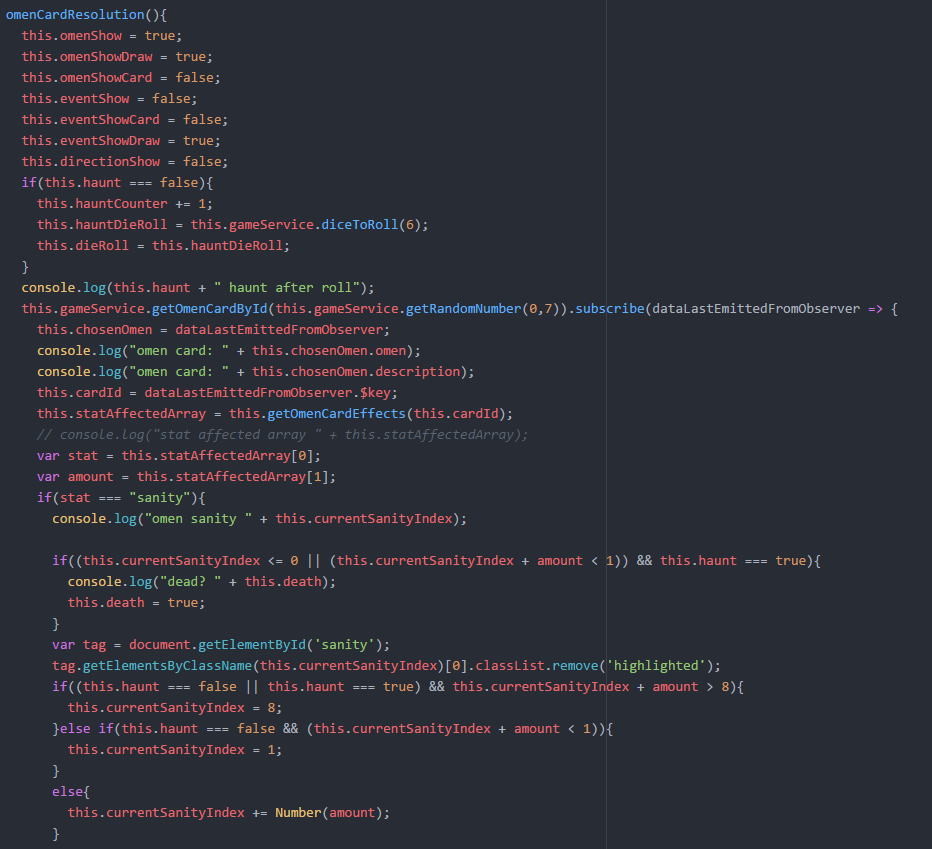 omenCardResolution(){
  this.omenShow = true;
  this.omenShowDraw = true;
  this.omenShowCard = false;
  this.eventShow = false;
  this.eventShowCard = false;
  this.eventShowDraw = true;
  this.directionShow = false;
  if(this.haunt === false){
    this.hauntCounter += 1;
    this.hauntDieRoll = this.gameService.diceToRoll(6);
    this.dieRoll = this.hauntDieRoll;
  }
  console.log(this.haunt + " haunt after roll");
  this.gameService.getOmenCardById(this.gameService.getRandomNumber(0,7)).subscribe(dataLastEmittedFromObserver => {
    this.chosenOmen = dataLastEmittedFromObserver;
    console.log("omen card: " + this.chosenOmen.omen);
    console.log("omen card: " + this.chosenOmen.description);
    this.cardId = dataLastEmittedFromObserver.$key;
    this.statAffectedArray = this.getOmenCardEffects(this.cardId);
    // console.log("stat affected array " + this.statAffectedArray);
    var stat = this.statAffectedArray[0];
    var amount = this.statAffectedArray[1];
    if(stat === "sanity"){
      console.log("omen sanity " + this.currentSanityIndex);

      if((this.currentSanityIndex <= 0 || (this.currentSanityIndex + amount < 1)) && this.haunt === true){
        console.log("dead? " + this.death);
        this.death = true;
      }
      var tag = document.getElementById('sanity');
      tag.getElementsByClassName(this.currentSanityIndex)[0].classList.remove('highlighted');
      if((this.haunt === false || this.haunt === true) && this.currentSanityIndex + amount > 8){
        this.currentSanityIndex = 8;
      }else if(this.haunt === false && (this.currentSanityIndex + amount < 1)){
        this.currentSanityIndex = 1;
      }
      else{
        this.currentSanityIndex += Number(amount);
      }